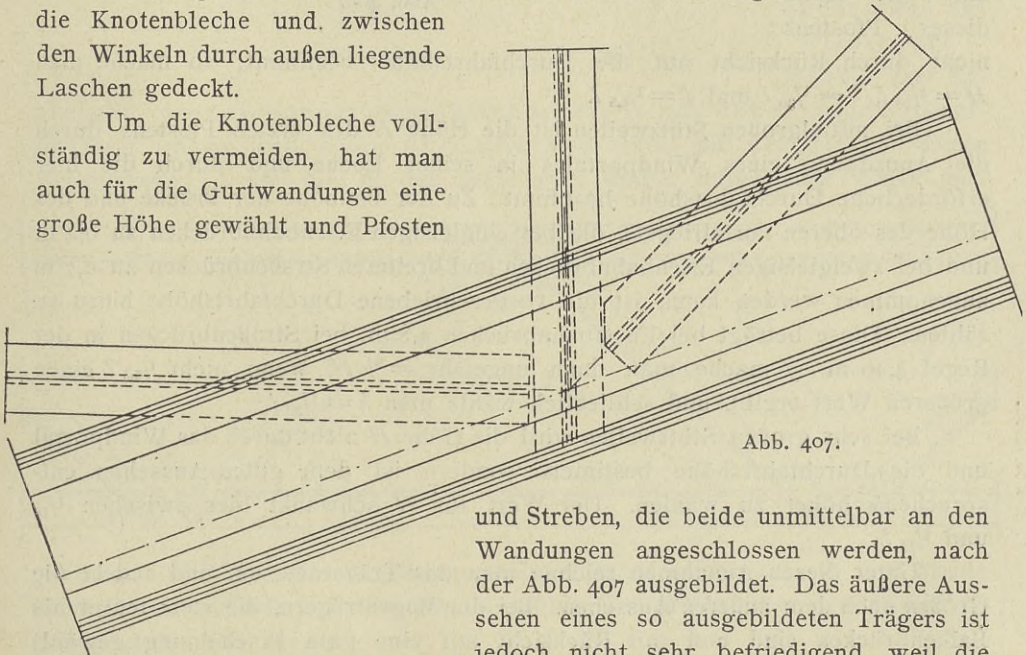 die Knotenbleche und. zwischen
den Winkeln durch außen liegende
Laschen gedeckt.
Um die Knotenbleche voll-
ständig zu vermeiden, hat man
auch für die Gurtwandungen eine
große Höhe gewählt und Pfosten
Abb. 407.
und Streben, die beide unmittelbar an den
Wandungen angeschlossen werden, nach
der Abb. 407 ausgebildet. Das äußere Aus-
sehen eines so ausgebildeten Trägers ist
jedoch nicht sehr befriedigend, weil die